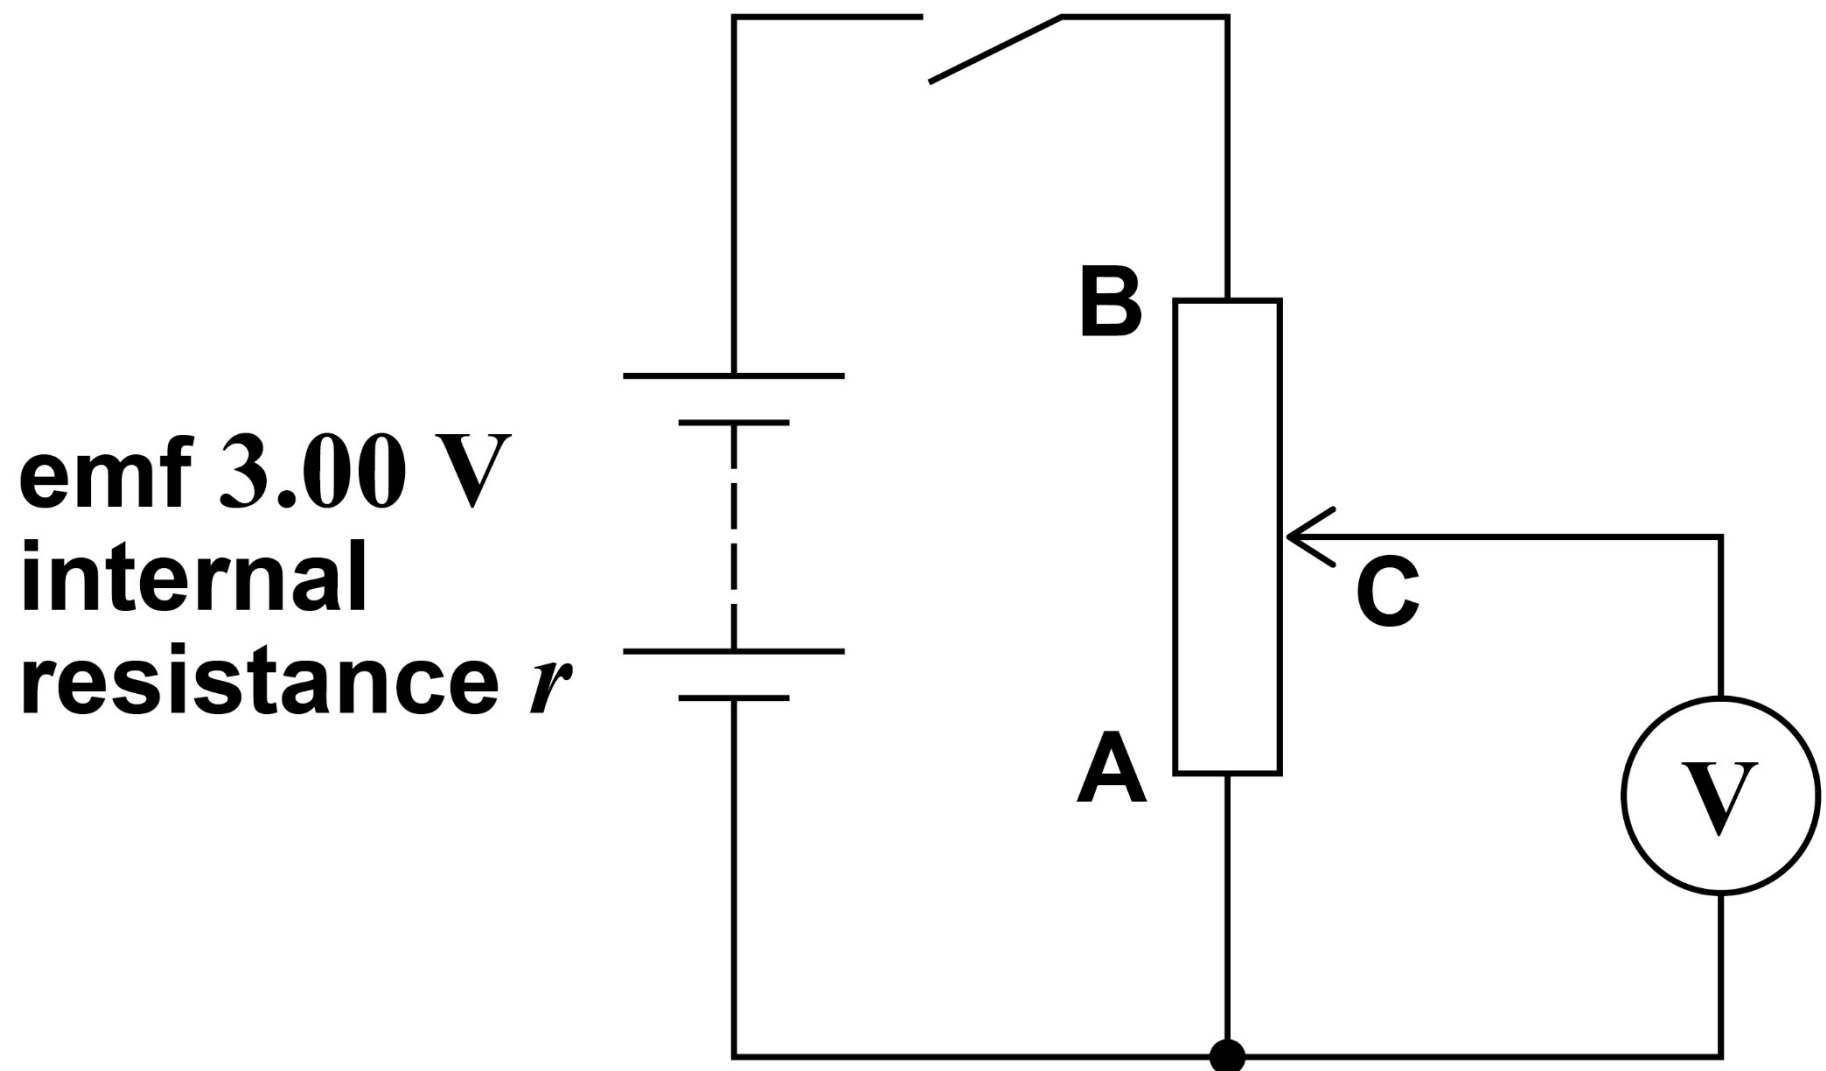 B
emf 3.00 V
internal
resistance r
C
A
V